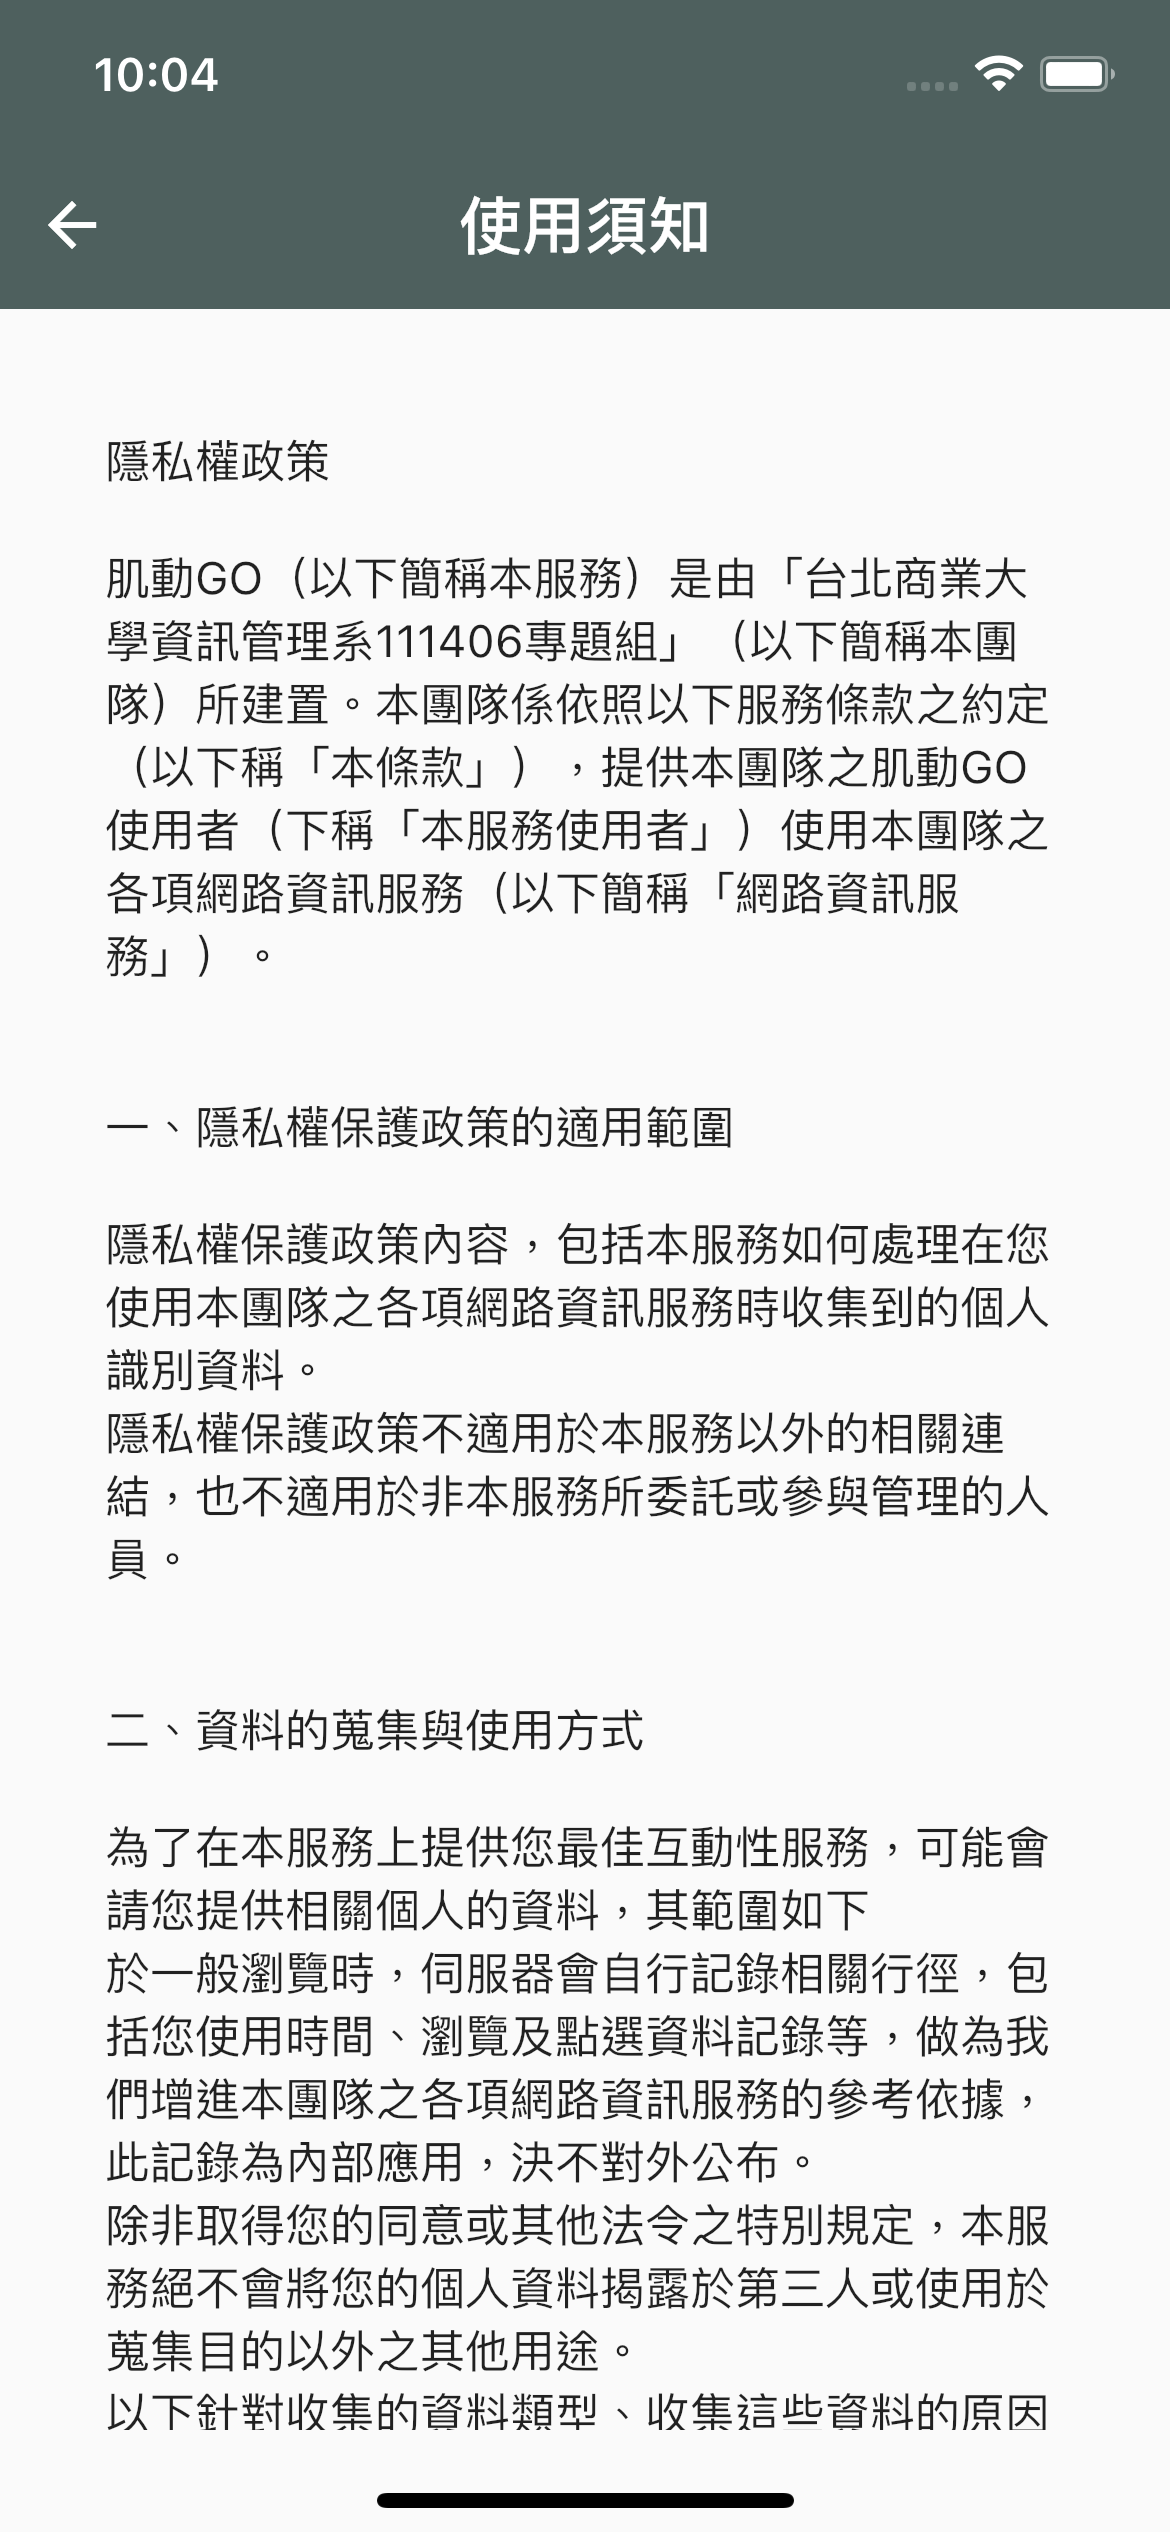 10:04
使用須知
隱私權政策
肌動GO（以下簡稱本服務）是由「台北商業大
學資訊管理系111406專題組」（以下簡稱本團
隊）所建置。本團隊係依照以下服務條款之約定
（以下稱「本條款」），提供本團隊之肌動GO
使用者（下稱「本服務使用者」）使用本團隊之
各項網路資訊服務（以下簡稱「網路資訊服
務」）。
一、隱私權保護政策的適用範圍
隱私權保護政策內容，包括本服務如何處理在您
使用本團隊之各項網路資訊服務時收集到的個人
識別資料。
隱私權保護政策不適用於本服務以外的相關連
結，也不適用於非本服務所委託或參與管理的人
員。
二、資料的蒐集與使用方式
為了在本服務上提供您最佳互動性服務，可能會
請您提供相關個人的資料，其範圍如下
於一般瀏覽時，伺服器會自行記錄相關行徑，包
括您使用時間、瀏覽及點選資料記錄等，做為我
們增進本團隊之各項網路資訊服務的參考依據，
此記錄為內部應用，決不對外公布。
除非取得您的同意或其他法令之特別規定，本服
務絕不會將您的個人資料揭露於第三人或使用於
蒐集目的以外之其他用途。
以下針對收集的資料類型、收集這些資料的原因